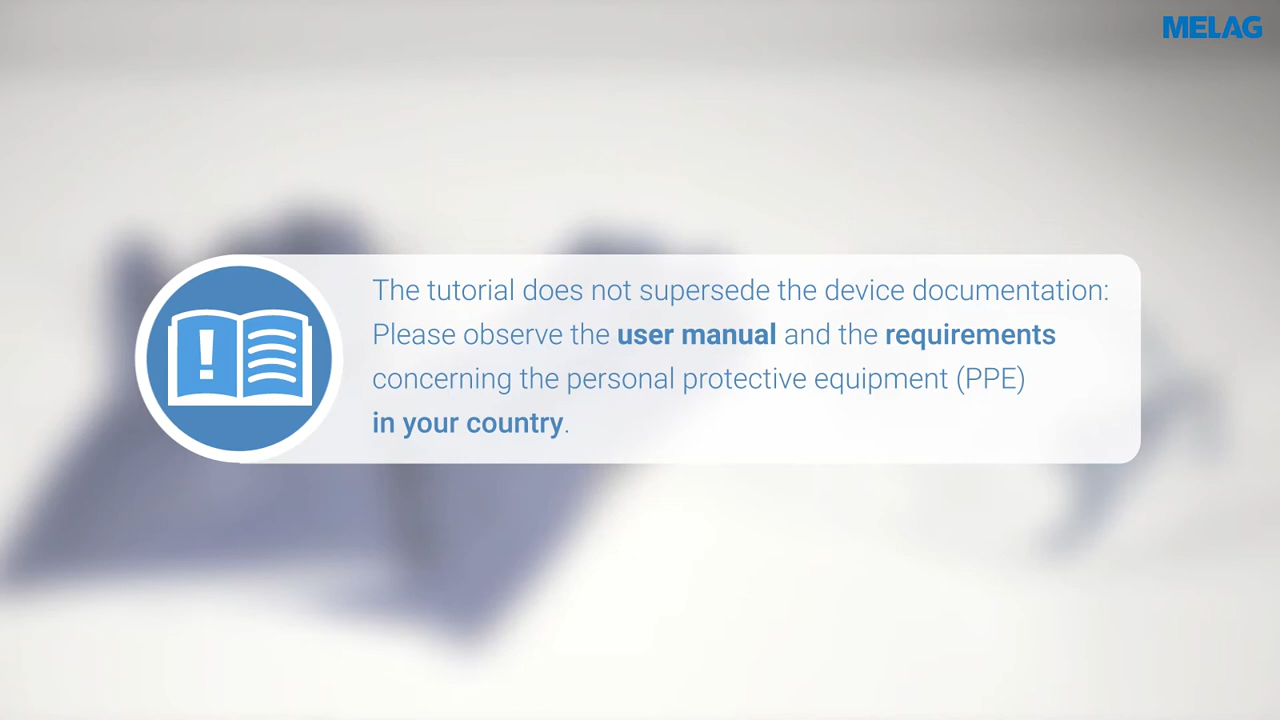 MELAG
The tutorial does not supersede the device documentation:
Please observe the user manual and the requirements
concerning the personal protective equipment (PPE)
in your country.